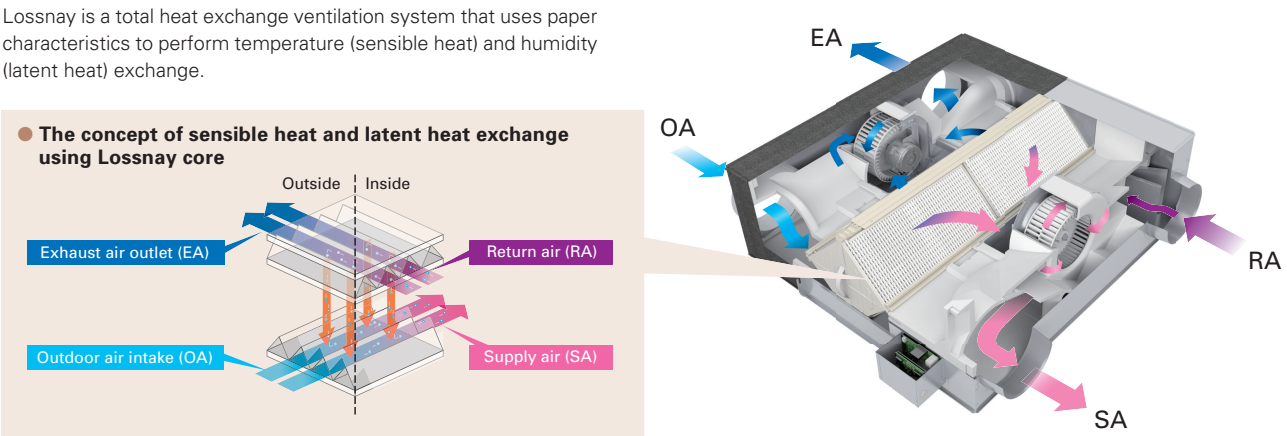 Lossnay is a total heat exchange ventilation system that uses paper
characteristics to perform temperature (sensible heat) and humidity
(latent heat) exchange.
The concept of sensible heat and latent heat exchange
using Lossnay core
Outside
Inside
Exhaust air outlet (EA)
Return air (RA)
Outdoor air intake (OA)
Supply air (SA)
EA
OA
RA
SA